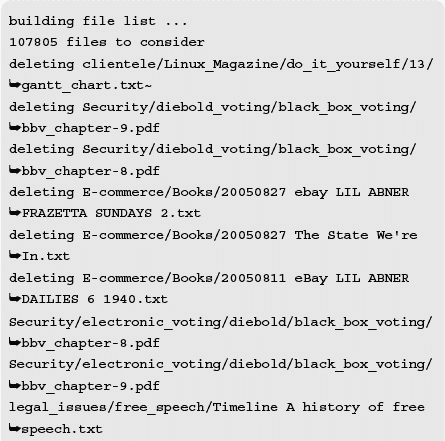 building file list ...
107805 files to consider
deleting clientele/Linux_Magazine/do_it_yourself/13/
➥gantt_chart.txt~
deleting Security/diebold_voting/black_box_voting/
➥bbv_chapter-9.pdf
deleting Security/diebold_voting/black_box_voting/
➥bbv_chapter-8.pdf
deleting E-commerce/Books/20050827 ebay LIL ABNER
➥FRAZETTA SUNDAYS 2.txt
deleting E-commerce/Books/20050827 The State We're
➥In.txt
deleting E-commerce/Books/20050811 eBay LIL ABNER
➥DAILIES 6 1940.txt
Security/electronic_voting/diebold/black_box_voting/
➥bbv_chapter-8.pdf
Security/electronic_voting/diebold/black_box_voting/
➥bbv_chapter-9.pdf
legal_issues/free_speech/Timeline A history of free
➥speech.txt